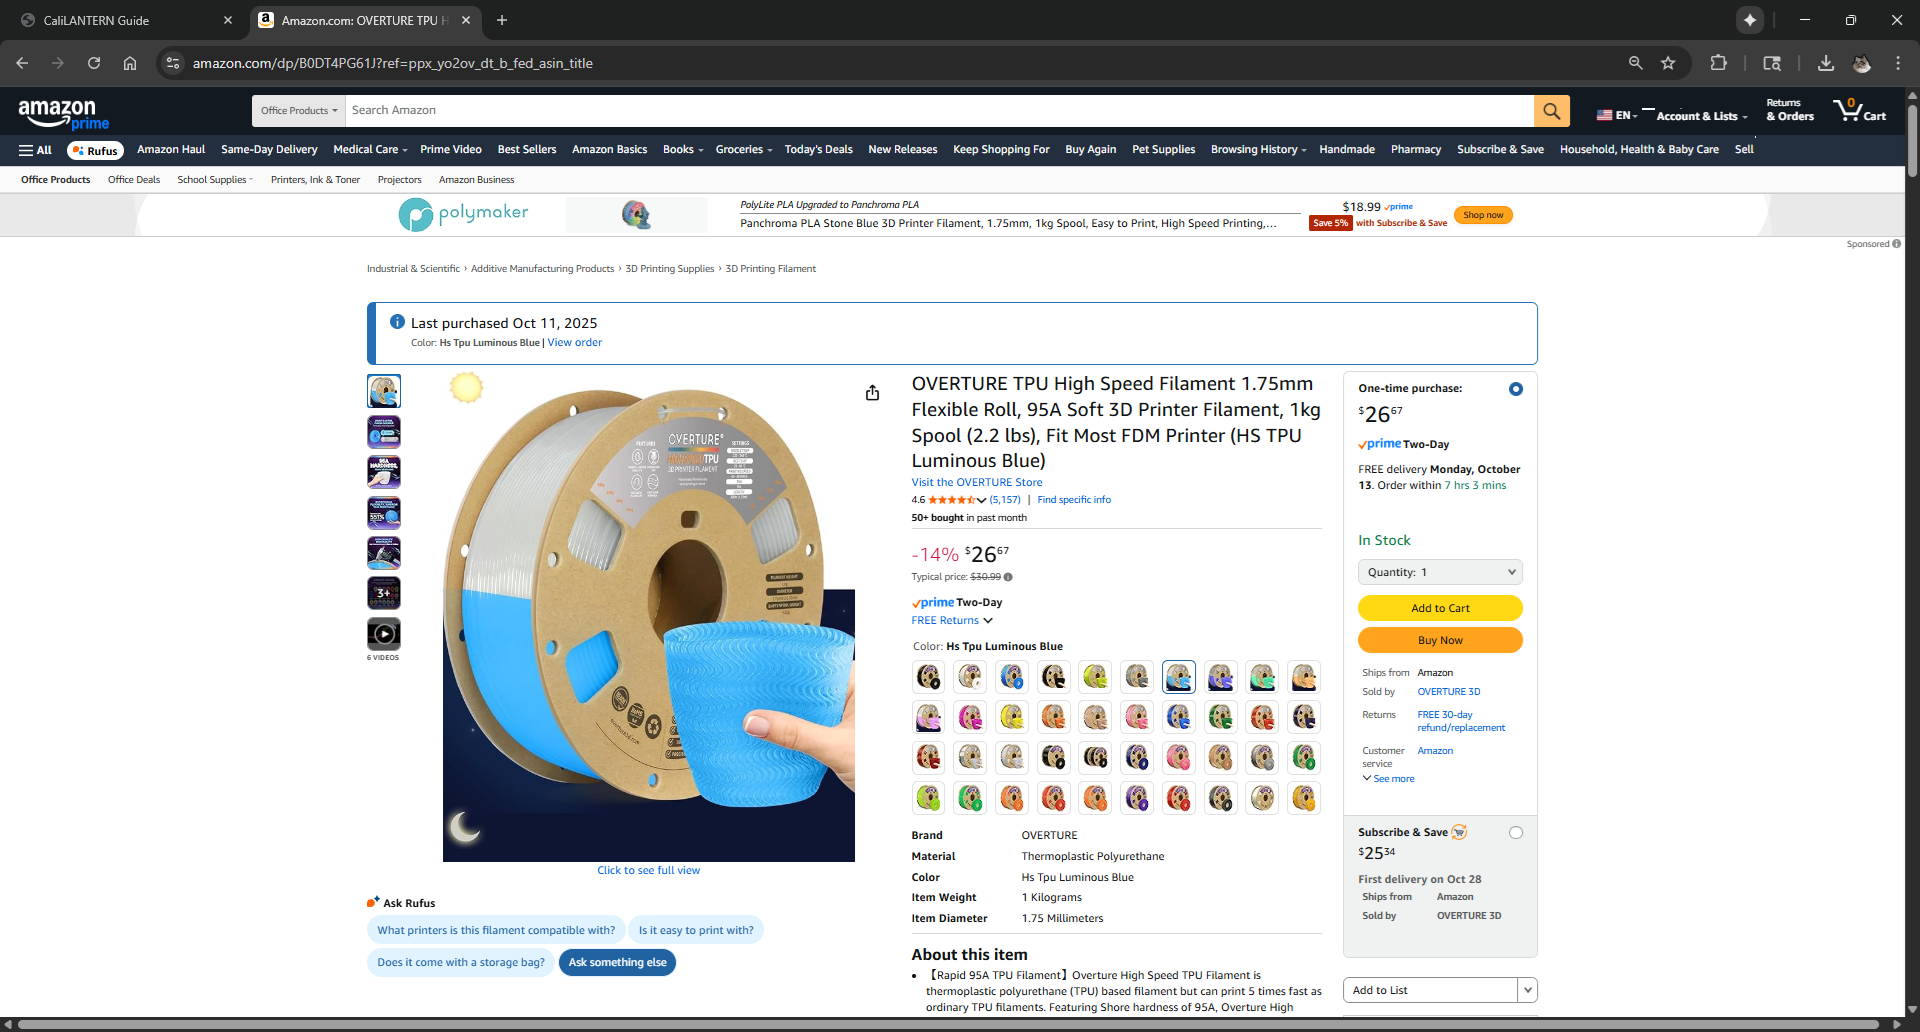 CaliLANTERN Guide
Amazon.com: OVERTURE TPU H
amazon.com/dp/B0DT4PG61J?ref=ppx_yo2ov_dt_b_fed_asin_title
amazon prime
Office Products
Search Amazon
EN
Account & Lists
Returns
& Orders
0
Cart
All
Rufus
Amazon Haul
Same-Day Delivery
Medical Care
Prime Video
Best Sellers
Amazon Basics
Books
Groceries
Today's Deals
New Releases
Keep Shopping For
Buy Again
Pet Supplies
Browsing History
Handmade
Pharmacy
Subscribe & Save
Household, Health & Baby Care
Sell
Office Products
Office Deals
School Supplies
Printers, Ink & Toner
Projectors
Amazon Business
polymaker
PolyLite PLA Upgraded to Panchroma PLA
Panchroma PLA Stone Blue 3D Printer Filament, 1.75mm, 1kg Spool, Easy to Print, High Speed Printing,...
$18.99 prime
Save 5% with Subscribe & Save
Shop now
Sponsored
Industrial & Scientific › Additive Manufacturing Products › 3D Printing Supplies › 3D Printing Filament
Last purchased Oct 11, 2025
Color: Hs Tpu Luminous Blue | View order
HARDNESS
3+
6 VIDEOS
FEATURES
OVERTURE
SETTINGS
TPU
3D PRINTER FILAMENT
RoHS
Click to see full view
Ask Rufus
What printers is this filament compatible with?
Is it easy to print with?
Does it come with a storage bag?
Ask something else
OVERTURE TPU High Speed Filament 1.75mm
Flexible Roll, 95A Soft 3D Printer Filament, 1kg
Spool (2.2 lbs), Fit Most FDM Printer (HS TPU
Luminous Blue)
Visit the OVERTURE Store
4.6 (5,157) | Find specific info
50+ bought in past month
-14% $26 67
Typical price: $30.99
prime Two-Day
FREE Returns
Color: Hs Tpu Luminous Blue
Brand OVERTURE
Material Thermoplastic Polyurethane
Color Hs Tpu Luminous Blue
Item Weight 1 Kilograms
Item Diameter 1.75 Millimeters
About this item
• 【Rapid 95A TPU Filament】Overture High Speed TPU Filament is
thermoplastic polyurethane (TPU) based filament but can print 5 times fast as
ordinary TPU filaments. Featuring Shore hardness of 95A, Overture High
One-time purchase:
$26 67
prime Two-Day
FREE delivery Monday, October
13. Order within 7 hrs 3 mins
In Stock
Quantity: 1
Add to Cart
Buy Now
Ships from Amazon
Sold by OVERTURE 3D
Returns FREE 30-day
refund/replacement
Customer Amazon
service
See more
Subscribe & Save
$25 34
First delivery on Oct 28
Ships from Amazon
Sold by OVERTURE 3D
Add to List